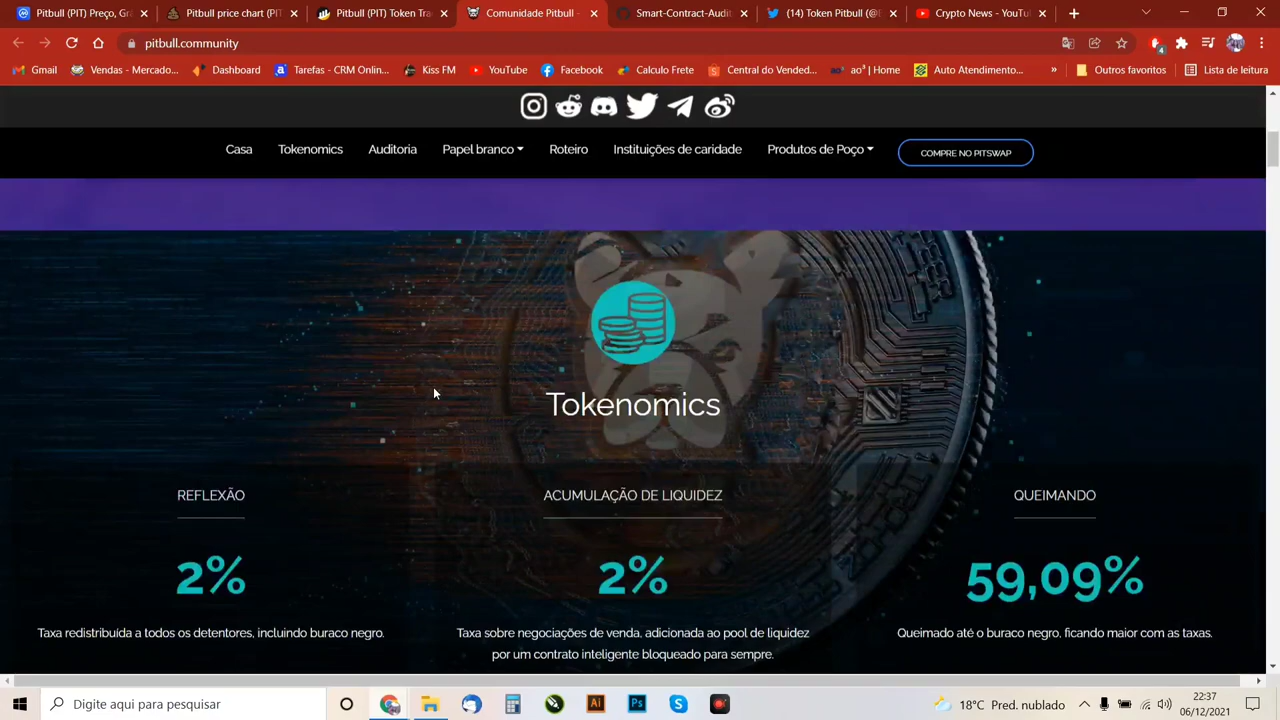 Pitbull (PIT) Preço, Grá
Pitbull price chart (PIT
Pitbull (PIT) Token Tra
Comunidade Pitbull -
Smart-Contract-Audit
(14) Token Pitbull (@
Crypto News - YouTu
pitbull.community
4
Gmail
Vendas - Mercado...
Dashboard
Tarefas - CRM Onlin...
Kiss FM
YouTube
Facebook
Calculo Frete
Central do Vended...
ao³ | Home
Auto Atendimento...
»
Outros favoritos
Lista de leitura
Casa
Tokenomics
Auditoria
Papel branco
Roteiro
Instituições de caridade
Produtos de Poço
COMPRE NO PITSWAP
Tokenomics
REFLEXÃO
ACUMULAÇÃO DE LIQUIDEZ
QUEIMANDO
2%
2%
59,09%
Taxa redistribuída a todos os detentores, incluindo buraco negro.
Taxa sobre negociações de venda, adicionada ao pool de liquidez
por um contrato inteligente bloqueado para sempre.
Queimado até o buraco negro, ficando maior com as taxas.
Digite aqui para pesquisar
Ai
Ps
18°C Pred. nublado
22:37
06/12/2021